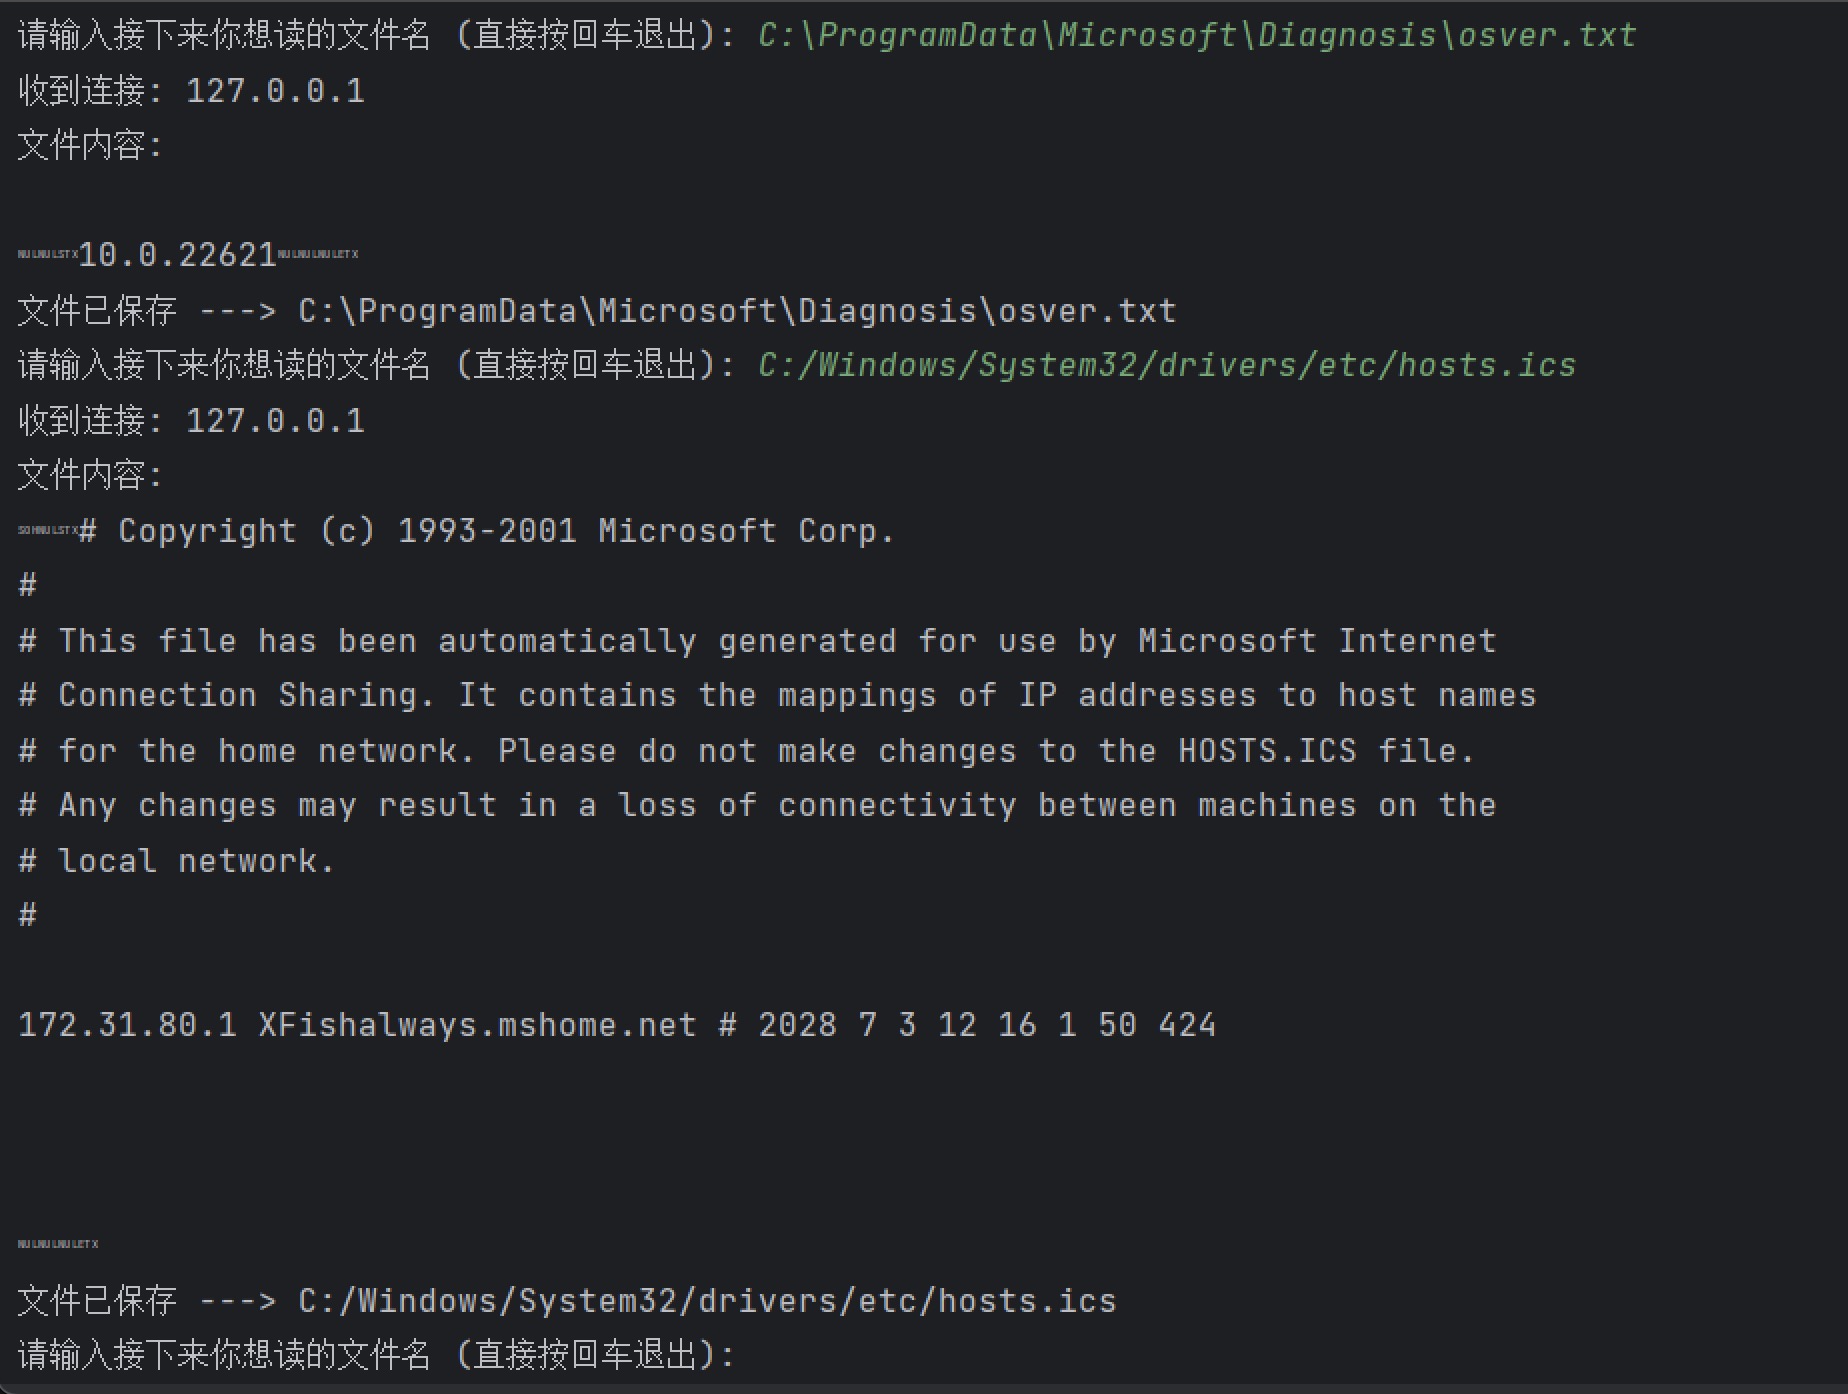 请输入接下来你想读的文件名 (直接按回车退出): C:\ProgramData\Microsoft\Diagnosis\osver.txt
收到连接: 127.0.0.1
文件内容:
NULNULSTX10.0.22621NULNULNULETX
文件已保存 ---> C:\ProgramData\Microsoft\Diagnosis\osver.txt
请输入接下来你想读的文件名 (直接按回车退出): C:/Windows/System32/drivers/etc/hosts.ics
收到连接: 127.0.0.1
文件内容:
SOHNULSTX# Copyright (c) 1993-2001 Microsoft Corp.
#
# This file has been automatically generated for use by Microsoft Internet
# Connection Sharing. It contains the mappings of IP addresses to host names
# for the home network. Please do not make changes to the HOSTS.ICS file.
# Any changes may result in a loss of connectivity between machines on the
# local network.
#
172.31.80.1 XFishalways.mshome.net # 2028 7 3 12 16 1 50 424
NULNULNULETX
文件已保存 ---> C:/Windows/System32/drivers/etc/hosts.ics
请输入接下来你想读的文件名 (直接按回车退出):